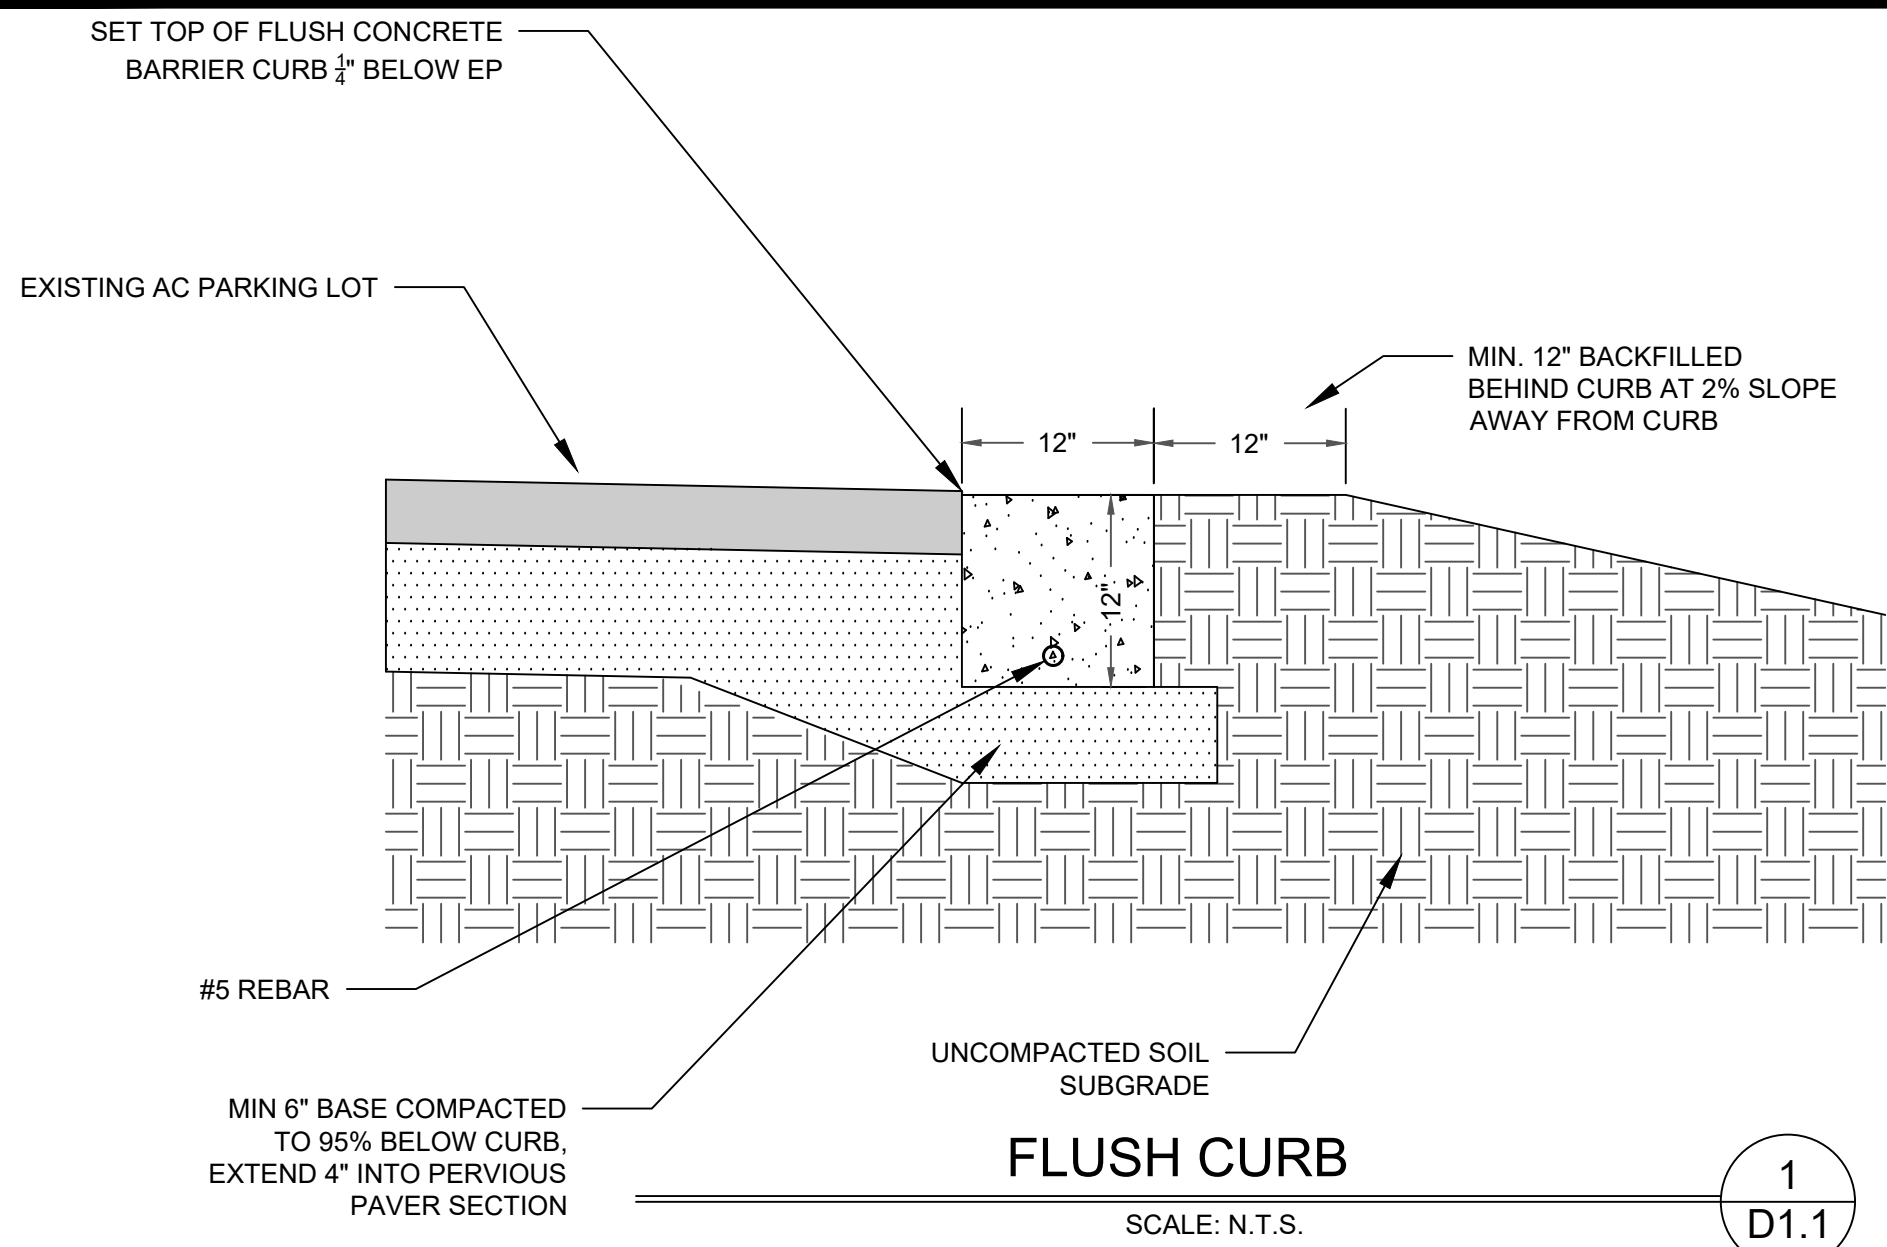 SET TOP OF FLUSH CONCRETE
BARRIER CURB 1/4" BELOW EP
EXISTING AC PARKING LOT
MIN. 12" BACKFILLED
BEHIND CURB AT 2% SLOPE
AWAY FROM CURB
12"
12"
12"
#5 REBAR
UNCOMPACTED SOIL
SUBGRADE
MIN 6" BASE COMPACTED
TO 95% BELOW CURB,
EXTEND 4" INTO PERVIOUS
PAVER SECTION
FLUSH CURB
SCALE: N.T.S.
1
D1.1